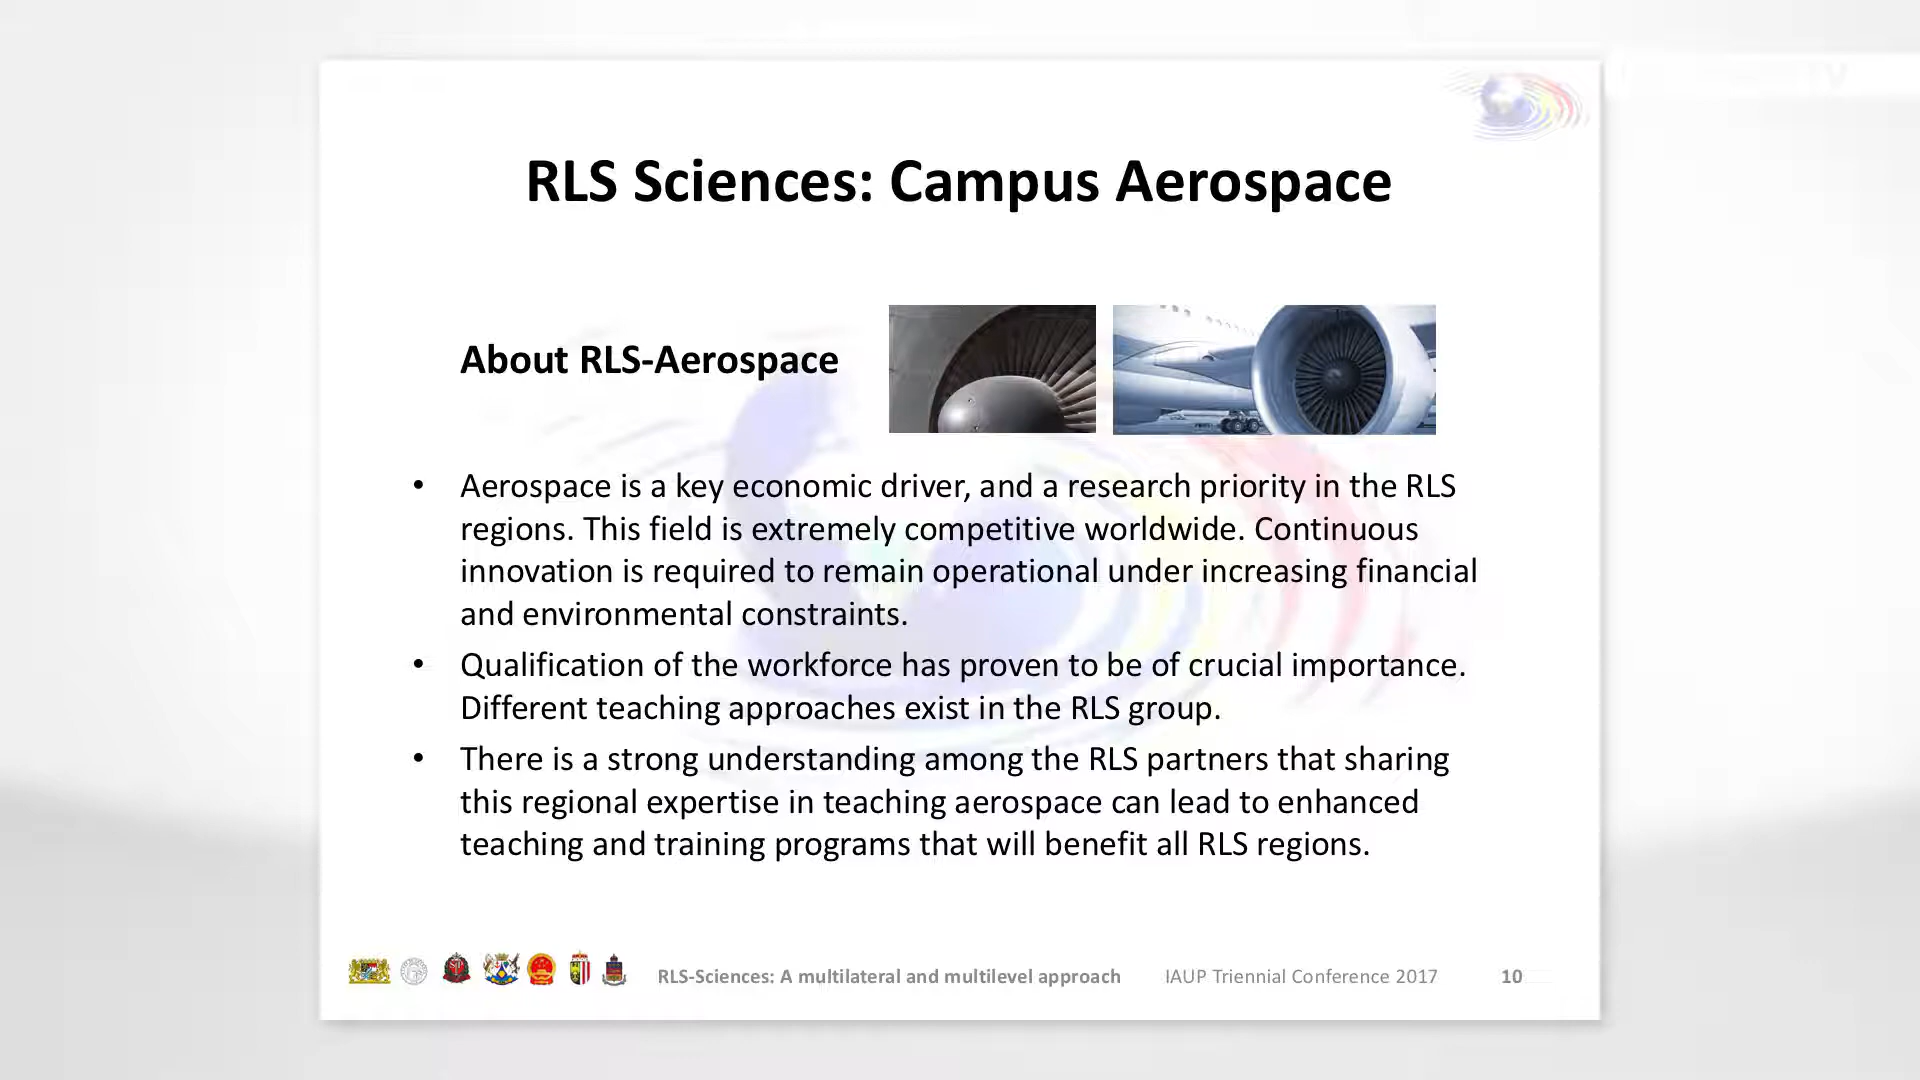 RLS Sciences: Campus Aerospace
About RLS-Aerospace
• Aerospace is a key economic driver, and a research priority in the RLS
regions. This field is extremely competitive worldwide. Continuous
innovation is required to remain operational under increasing financial
and environmental constraints.
• Qualification of the workforce has proven to be of crucial importance.
Different teaching approaches exist in the RLS group.
• There is a strong understanding among the RLS partners that sharing
this regional expertise in teaching aerospace can lead to enhanced
teaching and training programs that will benefit all RLS regions.
RLS-Sciences: A multilateral and multilevel approach IAUP Triennial Conference 2017 10